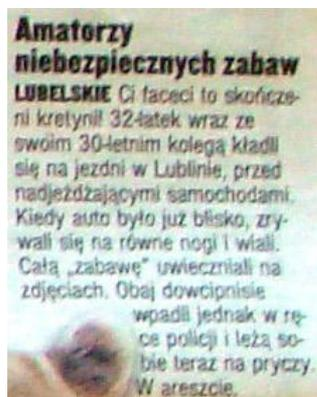 Amatorzy
niebezpiecznych zabaw
LUBELSKIE Ci faceci to skończe-
ni kretyni! 32-latek wraz ze
swoim 30-letnim kolegą kładli
się na jezdni w Lublinie, przed
nadjeżdżającymi samochodami.
Kiedy auto było już blisko, zry-
wali się na równe nogi i wiali.
Całą „zabawę" uwieczniali na
zdjęciach. Obaj dowcipnisie
wpadli jednak w rę-
ce policji i leżą so-
bie teraz na pryczy.
W areszcie.